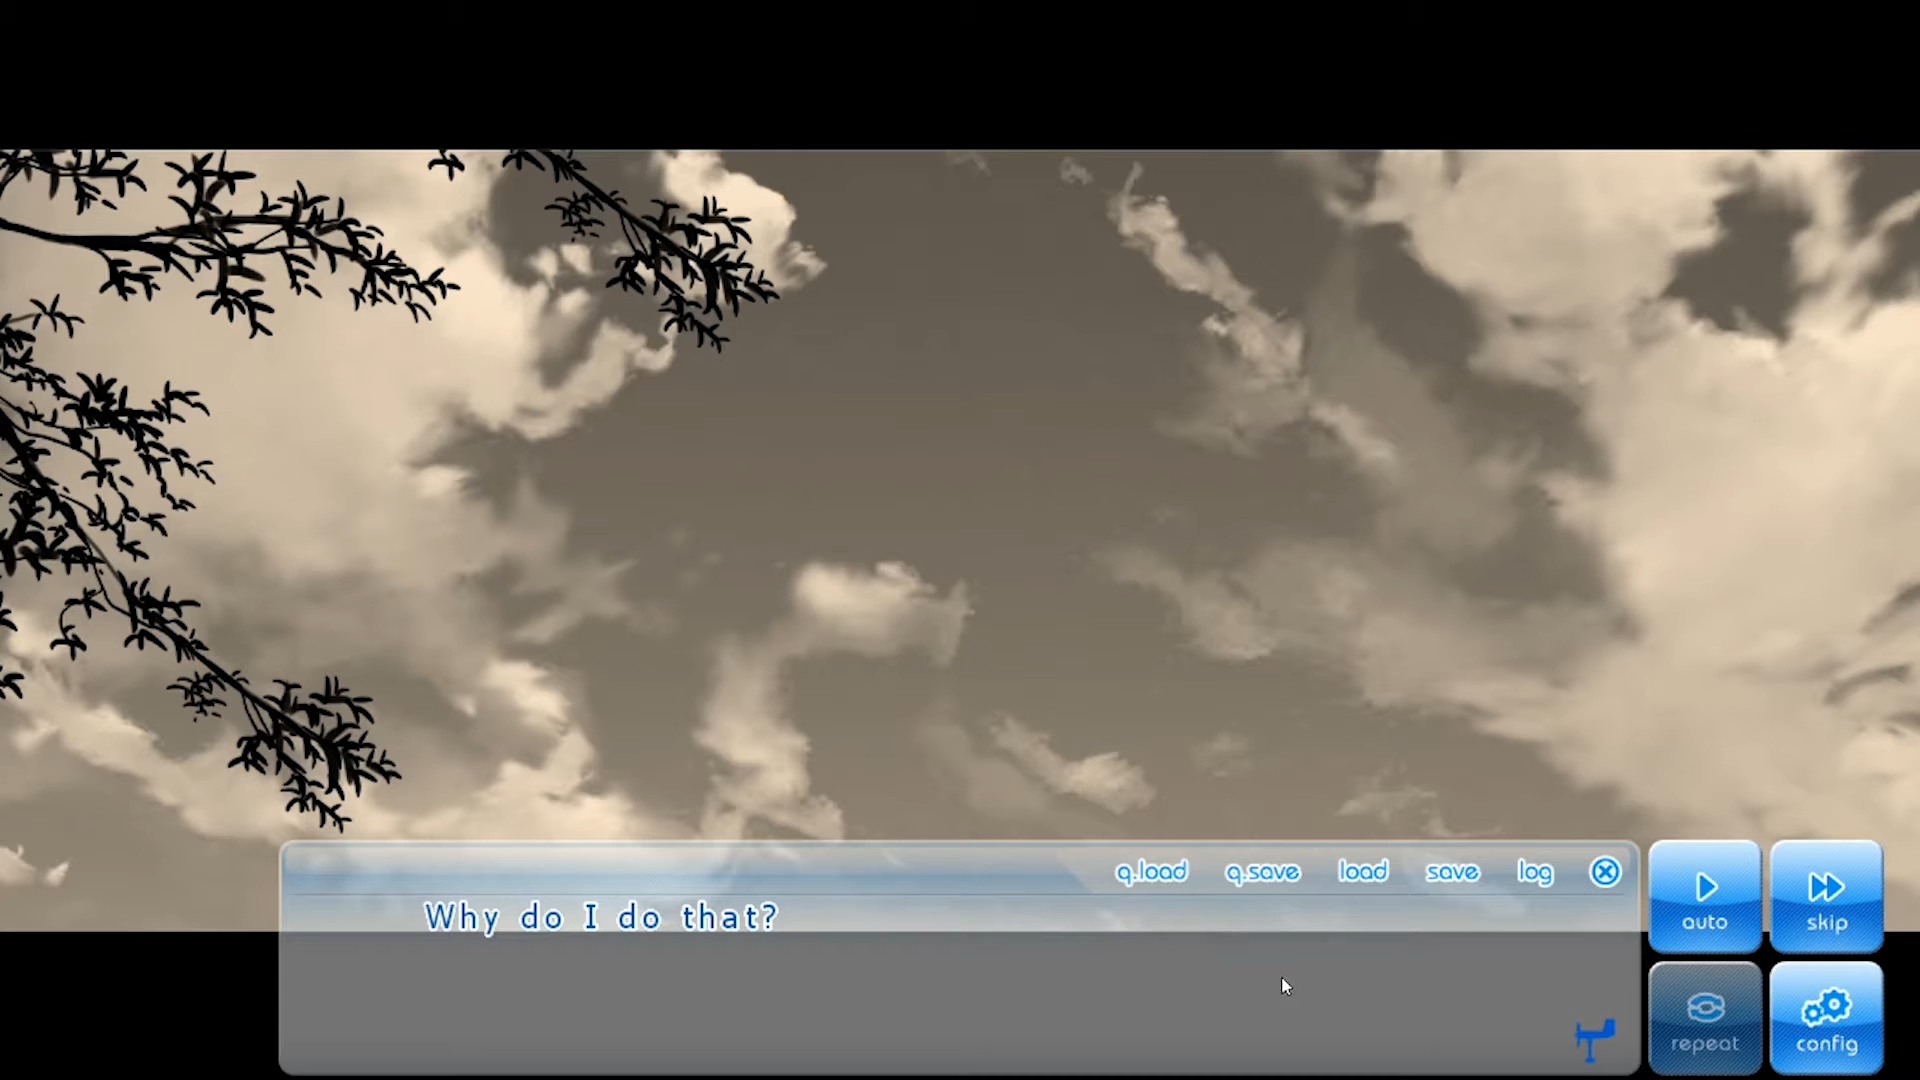 q.load q.save load save log
Why do I do that?
auto
skip
repeat
config